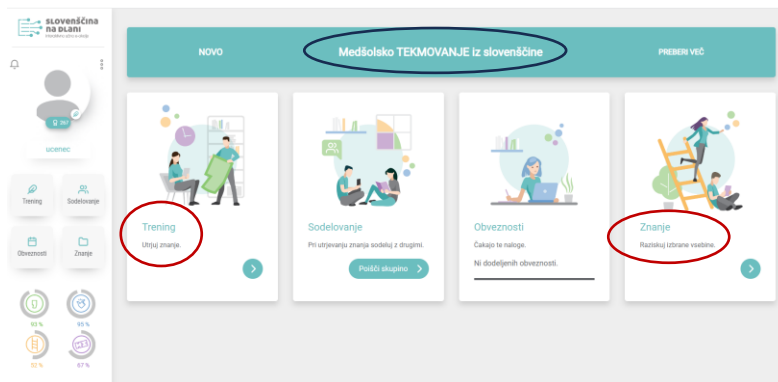 SLOVENŠČINA
NA DLANI
NOVO
Medšolsko TEKMOVANJE iz slovenščine
PREBERI VEČ
ucenec
Trening
Sodelovanje
Obveznosti
Znanje
93 %
95 %
52 %
67 %
Trening
Utrjuj znanje.
Sodelovanje
Pri utrjevanju znanja sodeluj z drugimi.
Poišči skupino
Obveznosti
Čakajo te naloge.
Ni dodeljenih obveznosti.
Znanje
Raziskuj izbrane vsebine.